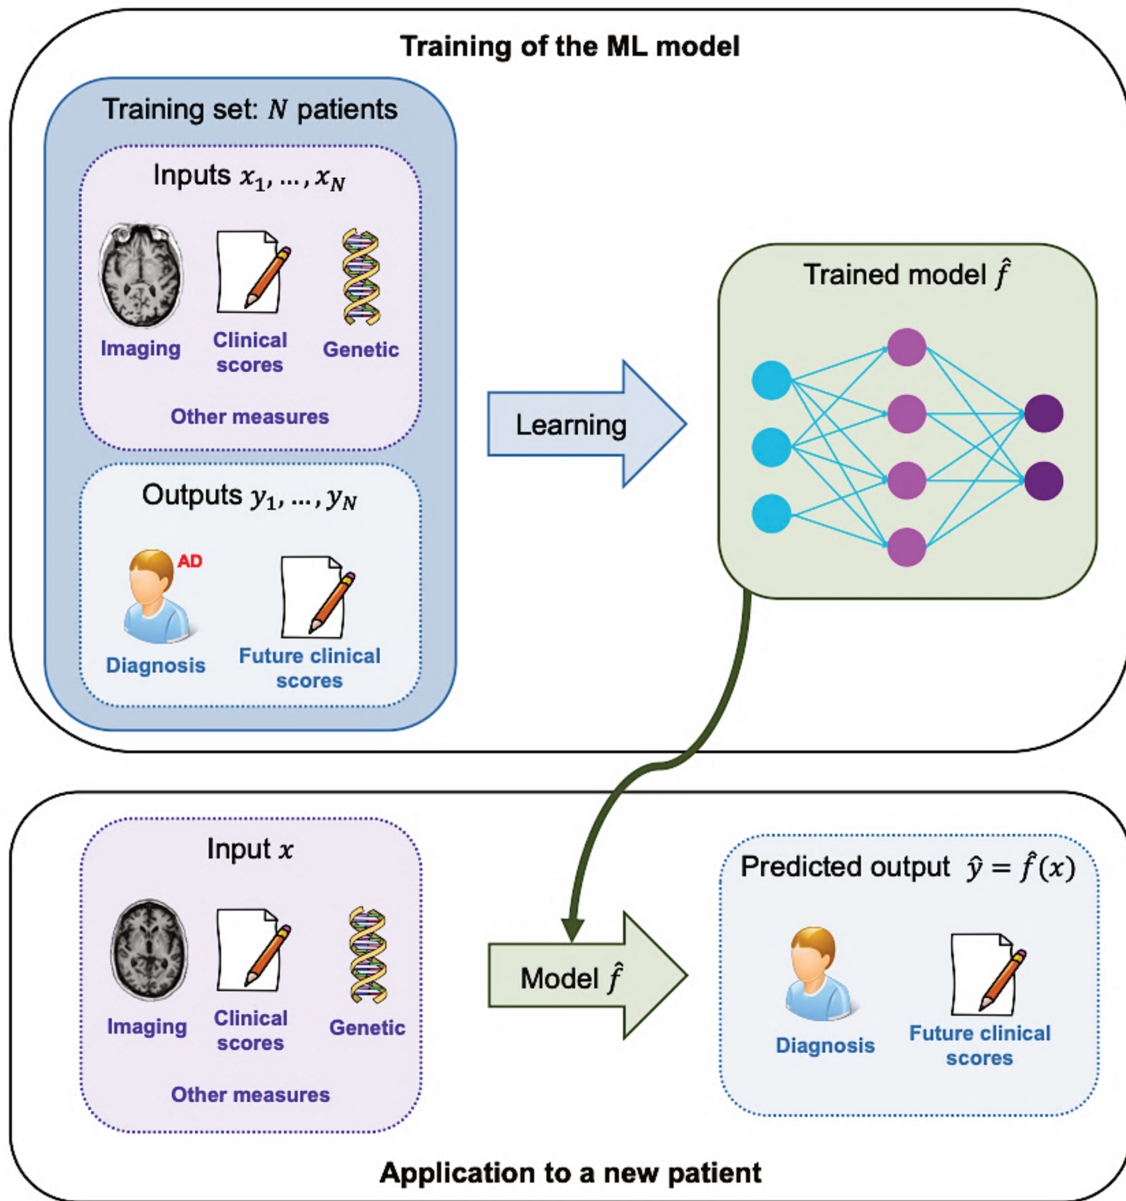 Training of the ML model
Training set: N patients
Inputs x₁, …, x_N
Imaging
Clinical
scores
Genetic
Other measures
Outputs y₁, …, y_N
AD
Diagnosis
Future clinical
scores
Learning
Trained model f̂
Input x
Imaging
Clinical
scores
Genetic
Other measures
Model f̂
Predicted output ŷ = f̂(x)
Diagnosis
Future clinical
scores
Application to a new patient